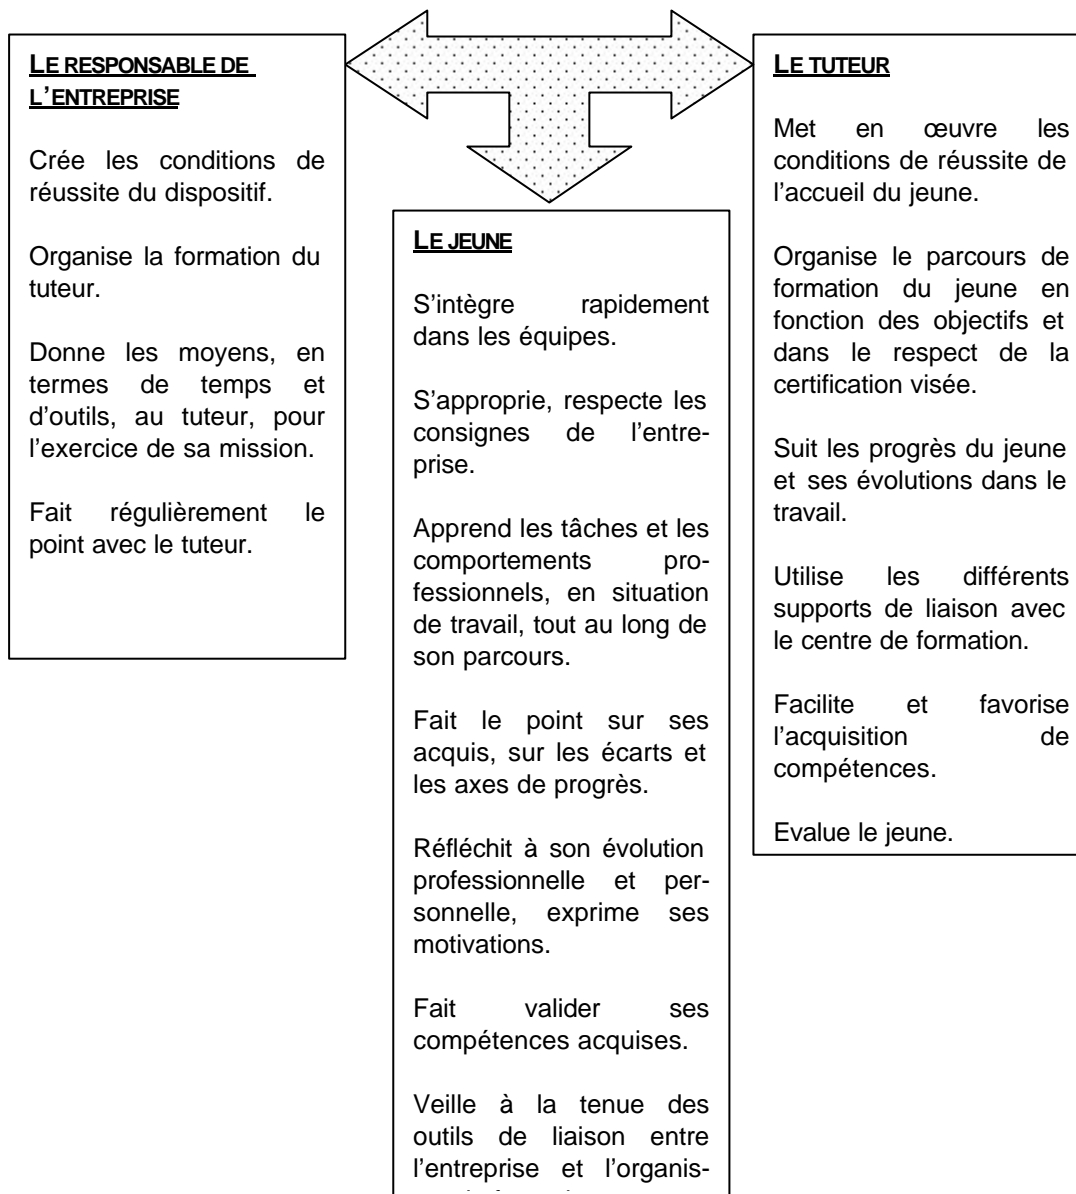 LE RESPONSABLE DE
L'ENTREPRISE
Crée les conditions de
réussite du dispositif.
Organise la formation du
tuteur.
Donne les moyens, en
termes de temps et
d'outils, au tuteur, pour
l'exercice de sa mission.
Fait régulièrement le
point avec le tuteur.
LE JEUNE
S'intègre rapidement
dans les équipes.
S'approprie, respecte les
consignes de l'entre-
prise.
Apprend les tâches et les
comportements pro-
fessionnels, en situation
de travail, tout au long de
son parcours.
Fait le point sur ses
acquis, sur les écarts et
les axes de progrès.
Réfléchit à son évolution
professionnelle et per-
sonnelle, exprime ses
motivations.
Fait valider ses
compétences acquises.
Veille à la tenue des
outils de liaison entre
l'entreprise et l'organis-
LE TUTEUR
Met en œuvre les
conditions de réussite de
l'accueil du jeune.
Organise le parcours de
formation du jeune en
fonction des objectifs et
dans le respect de la
certification visée.
Suit les progrès du jeune
et ses évolutions dans le
travail.
Utilise les différents
supports de liaison avec
le centre de formation.
Facilite et favorise
l'acquisition de
compétences.
Evalue le jeune.